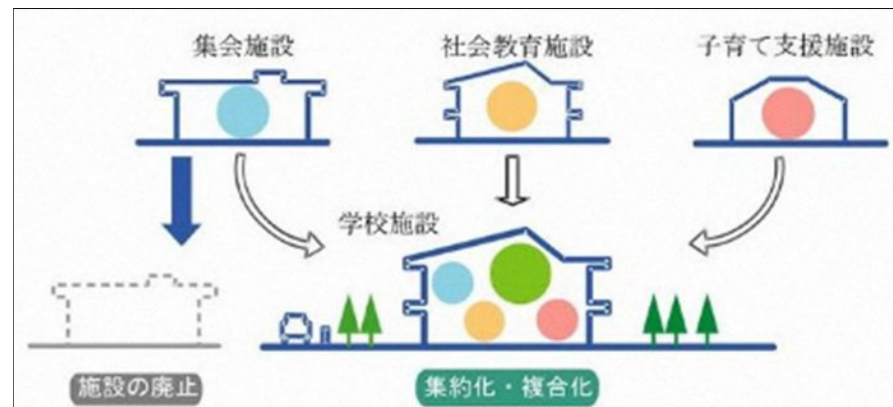 集会施設
社会教育施設
子育て支援施設
学校施設
施設の廃止
集約化・複合化